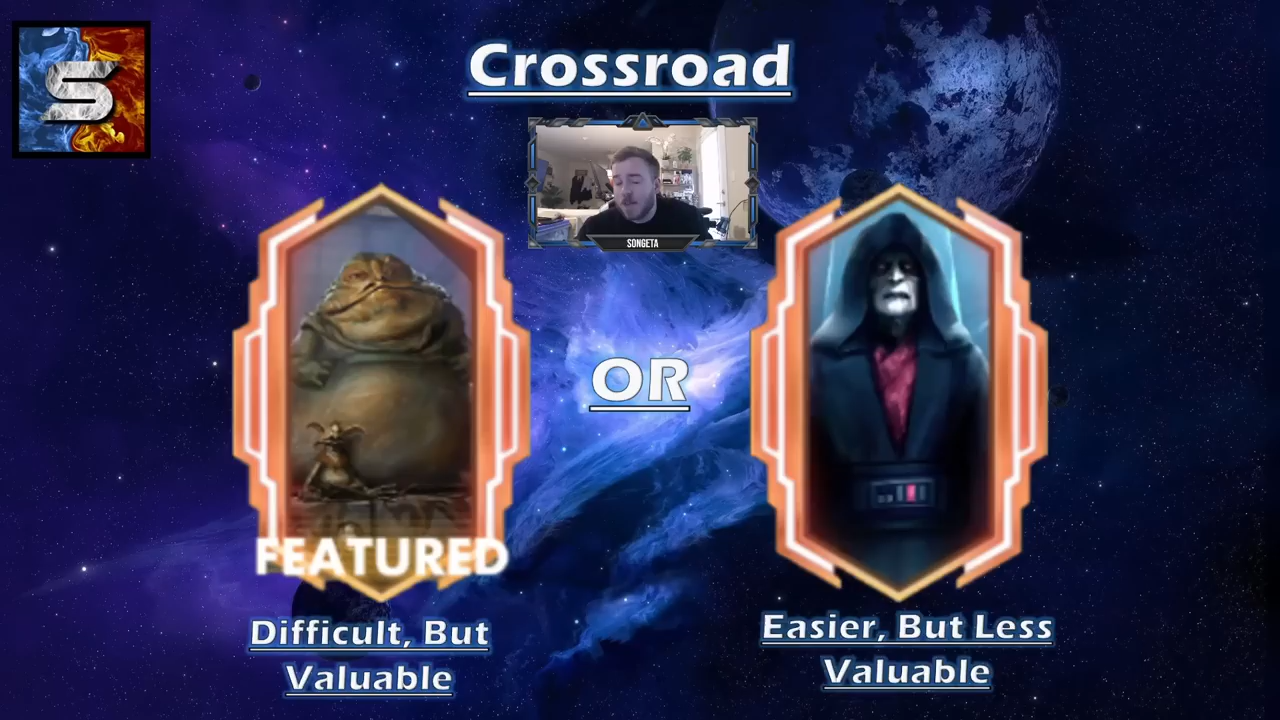 S
Crossroad
SONGETA
OR
FEATURED
Difficult, But
Valuable
Easier, But Less
Valuable